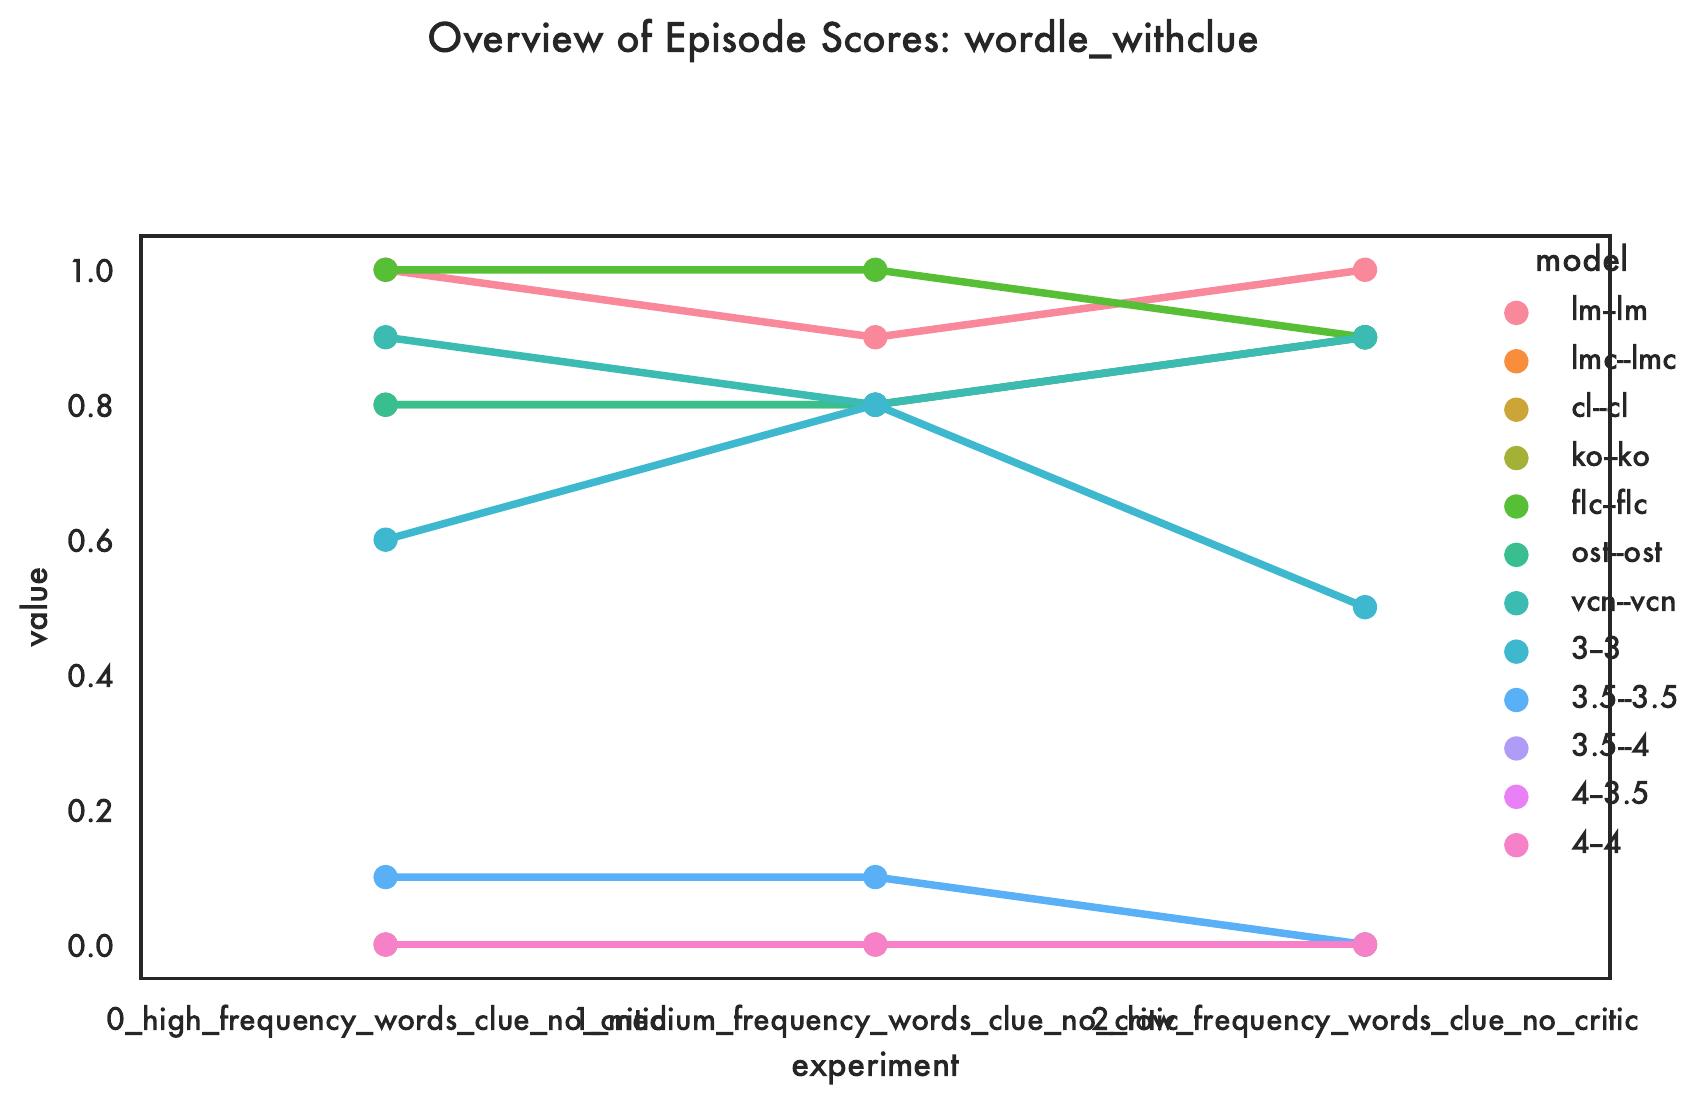 Overview of Episode Scores: wordle_withclue
model
lm--lm
lmc--lmc
cl--cl
ko--ko
flc--flc
ost--ost
vcn--vcn
3--3
3.5--3.5
3.5--4
4--3.5
4--4
1.0
0.8
0.6
0.4
0.2
0.0
value
0_high_frequency_words_clue_no_critic
1_medium_frequency_words_clue_no_critic
2_low_frequency_words_clue_no_critic
experiment